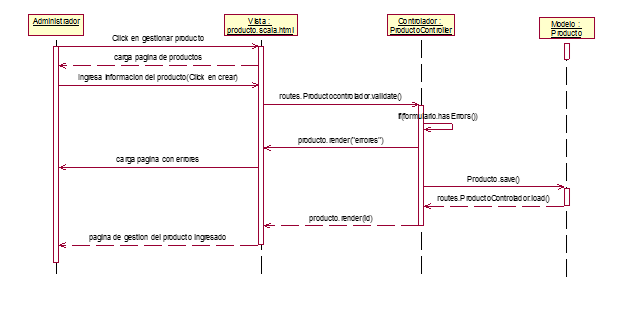 Administrador
Vista :
producto.scala.html
Controlador :
ProductoController
Modelo :
Producto
Click en gestionar producto
carga pagina de productos
Ingresa Informacion del producto(Click en crear)
routes.Productocontrolador.validate()
if(formulario.hasErrors())
producto.render("errores")
carga pagina con errores
Producto.save()
routes.ProductoControlador.load()
producto.render(id)
pagina de gestion del producto Ingresado